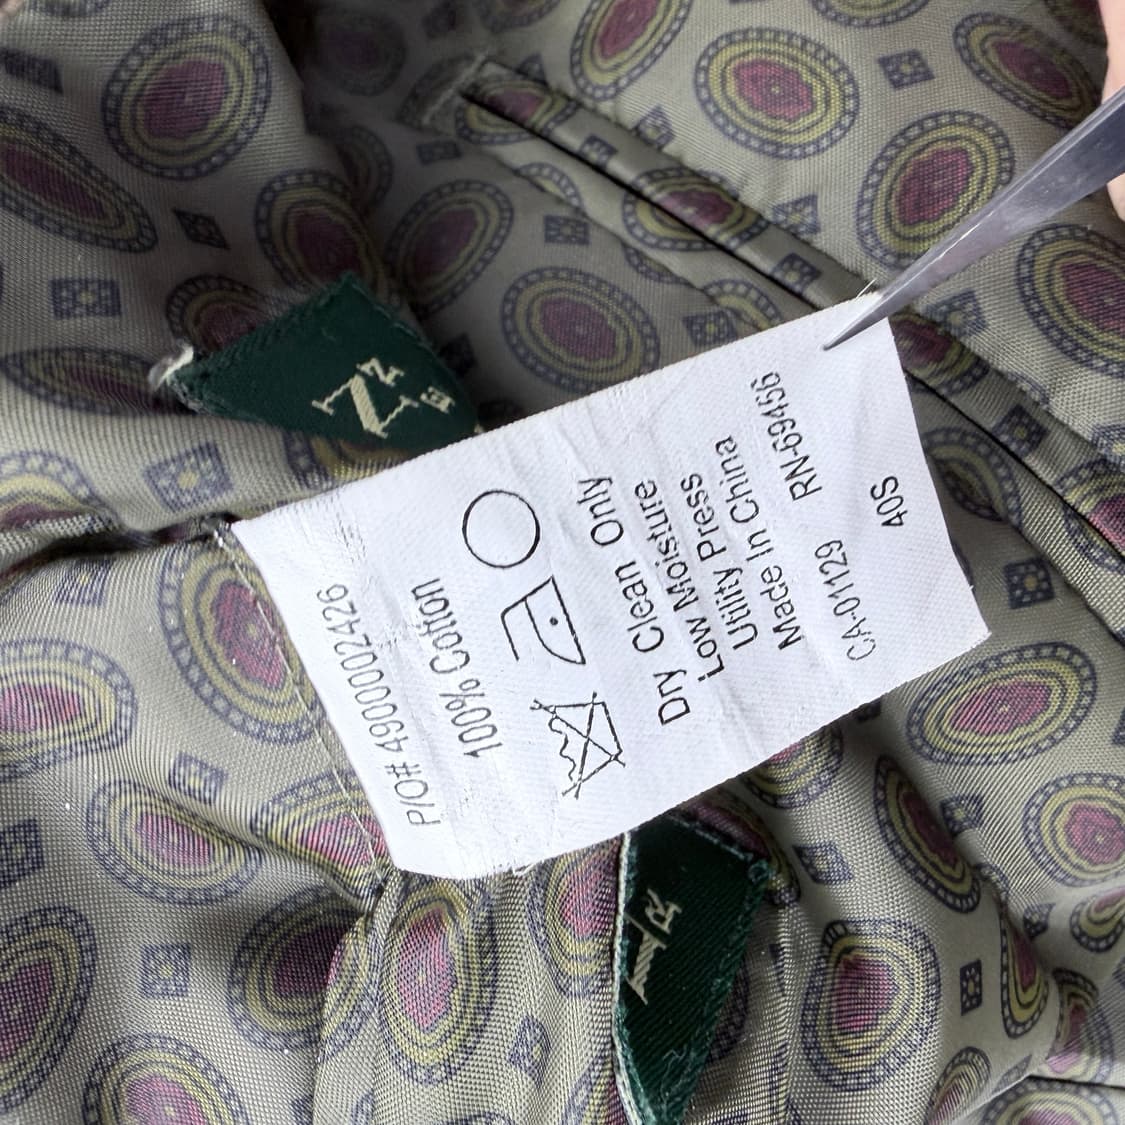 P/O# 4900002426
100% Cotton
Dry Clean Only
Low Moisture
Utility Press
Made In China
CA-01129 RN-69456
40S